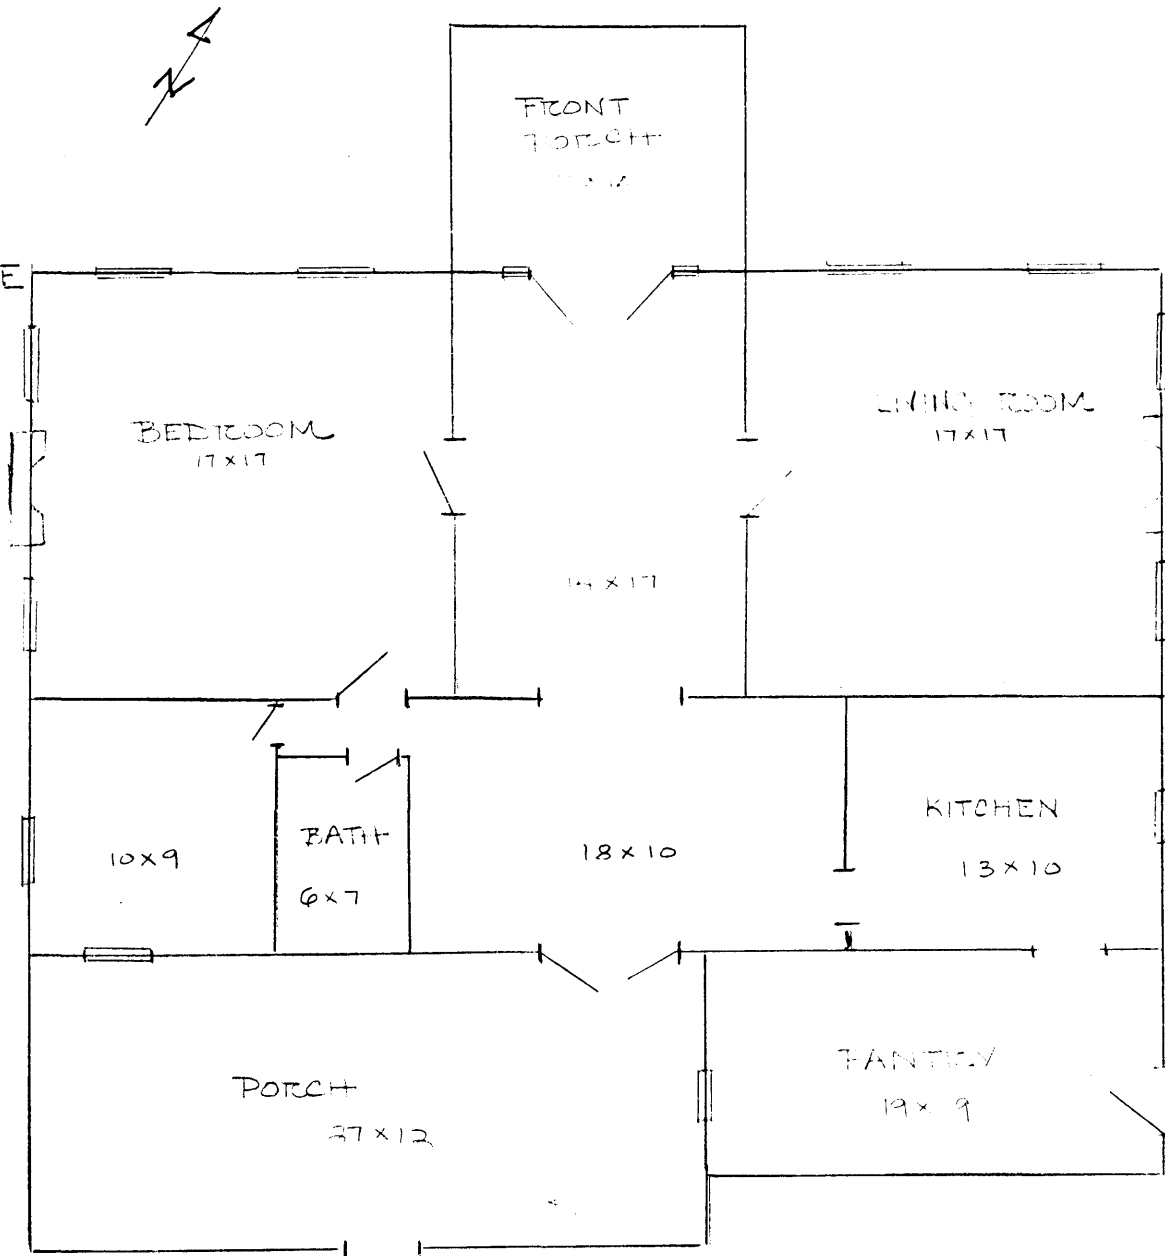 N
FRONT
PORCH
E
BEDROOM
17 x 17
LIVING ROOM
17 x 17
14 x 17
KITCHEN
13 x 10
BATH
6 x 7
10 x 9
18 x 10
PANTRY
19 x 9
PORCH
27 x 12